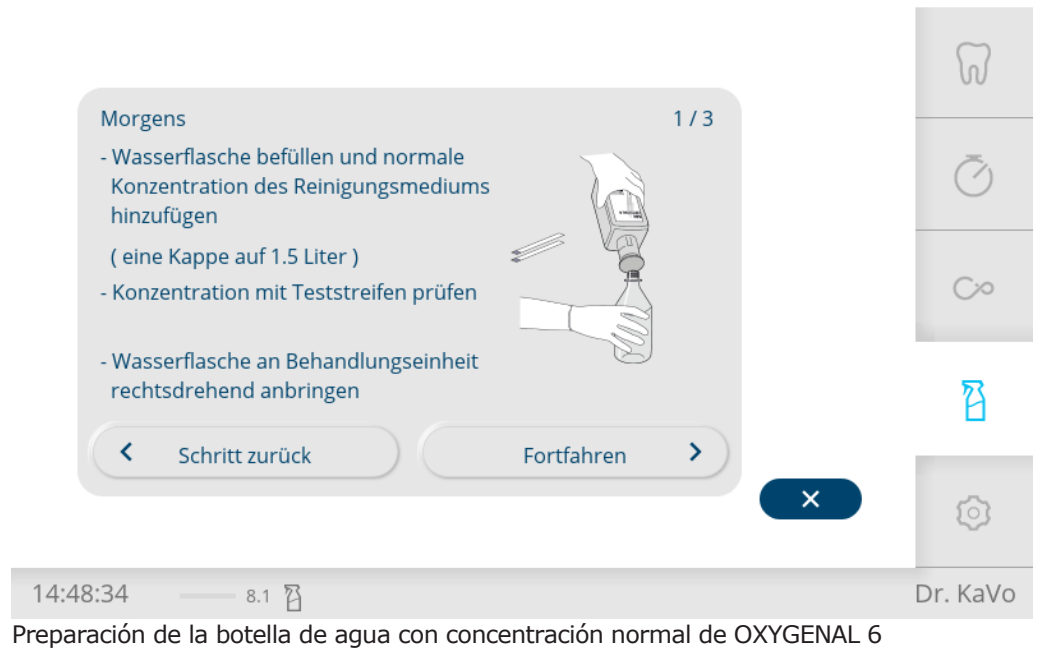 Morgens
1 / 3
- Wasserflasche befüllen und normale
Konzentration des Reinigungsmediums
hinzufügen
( eine Kappe auf 1.5 Liter )
- Konzentration mit Teststreifen prüfen
- Wasserflasche an Behandlungseinheit
rechtsdrehend anbringen
Schritt zurück
Fortfahren
14:48:34
8.1
Dr. KaVo
Preparación de la botella de agua con concentración normal de OXYGENAL 6